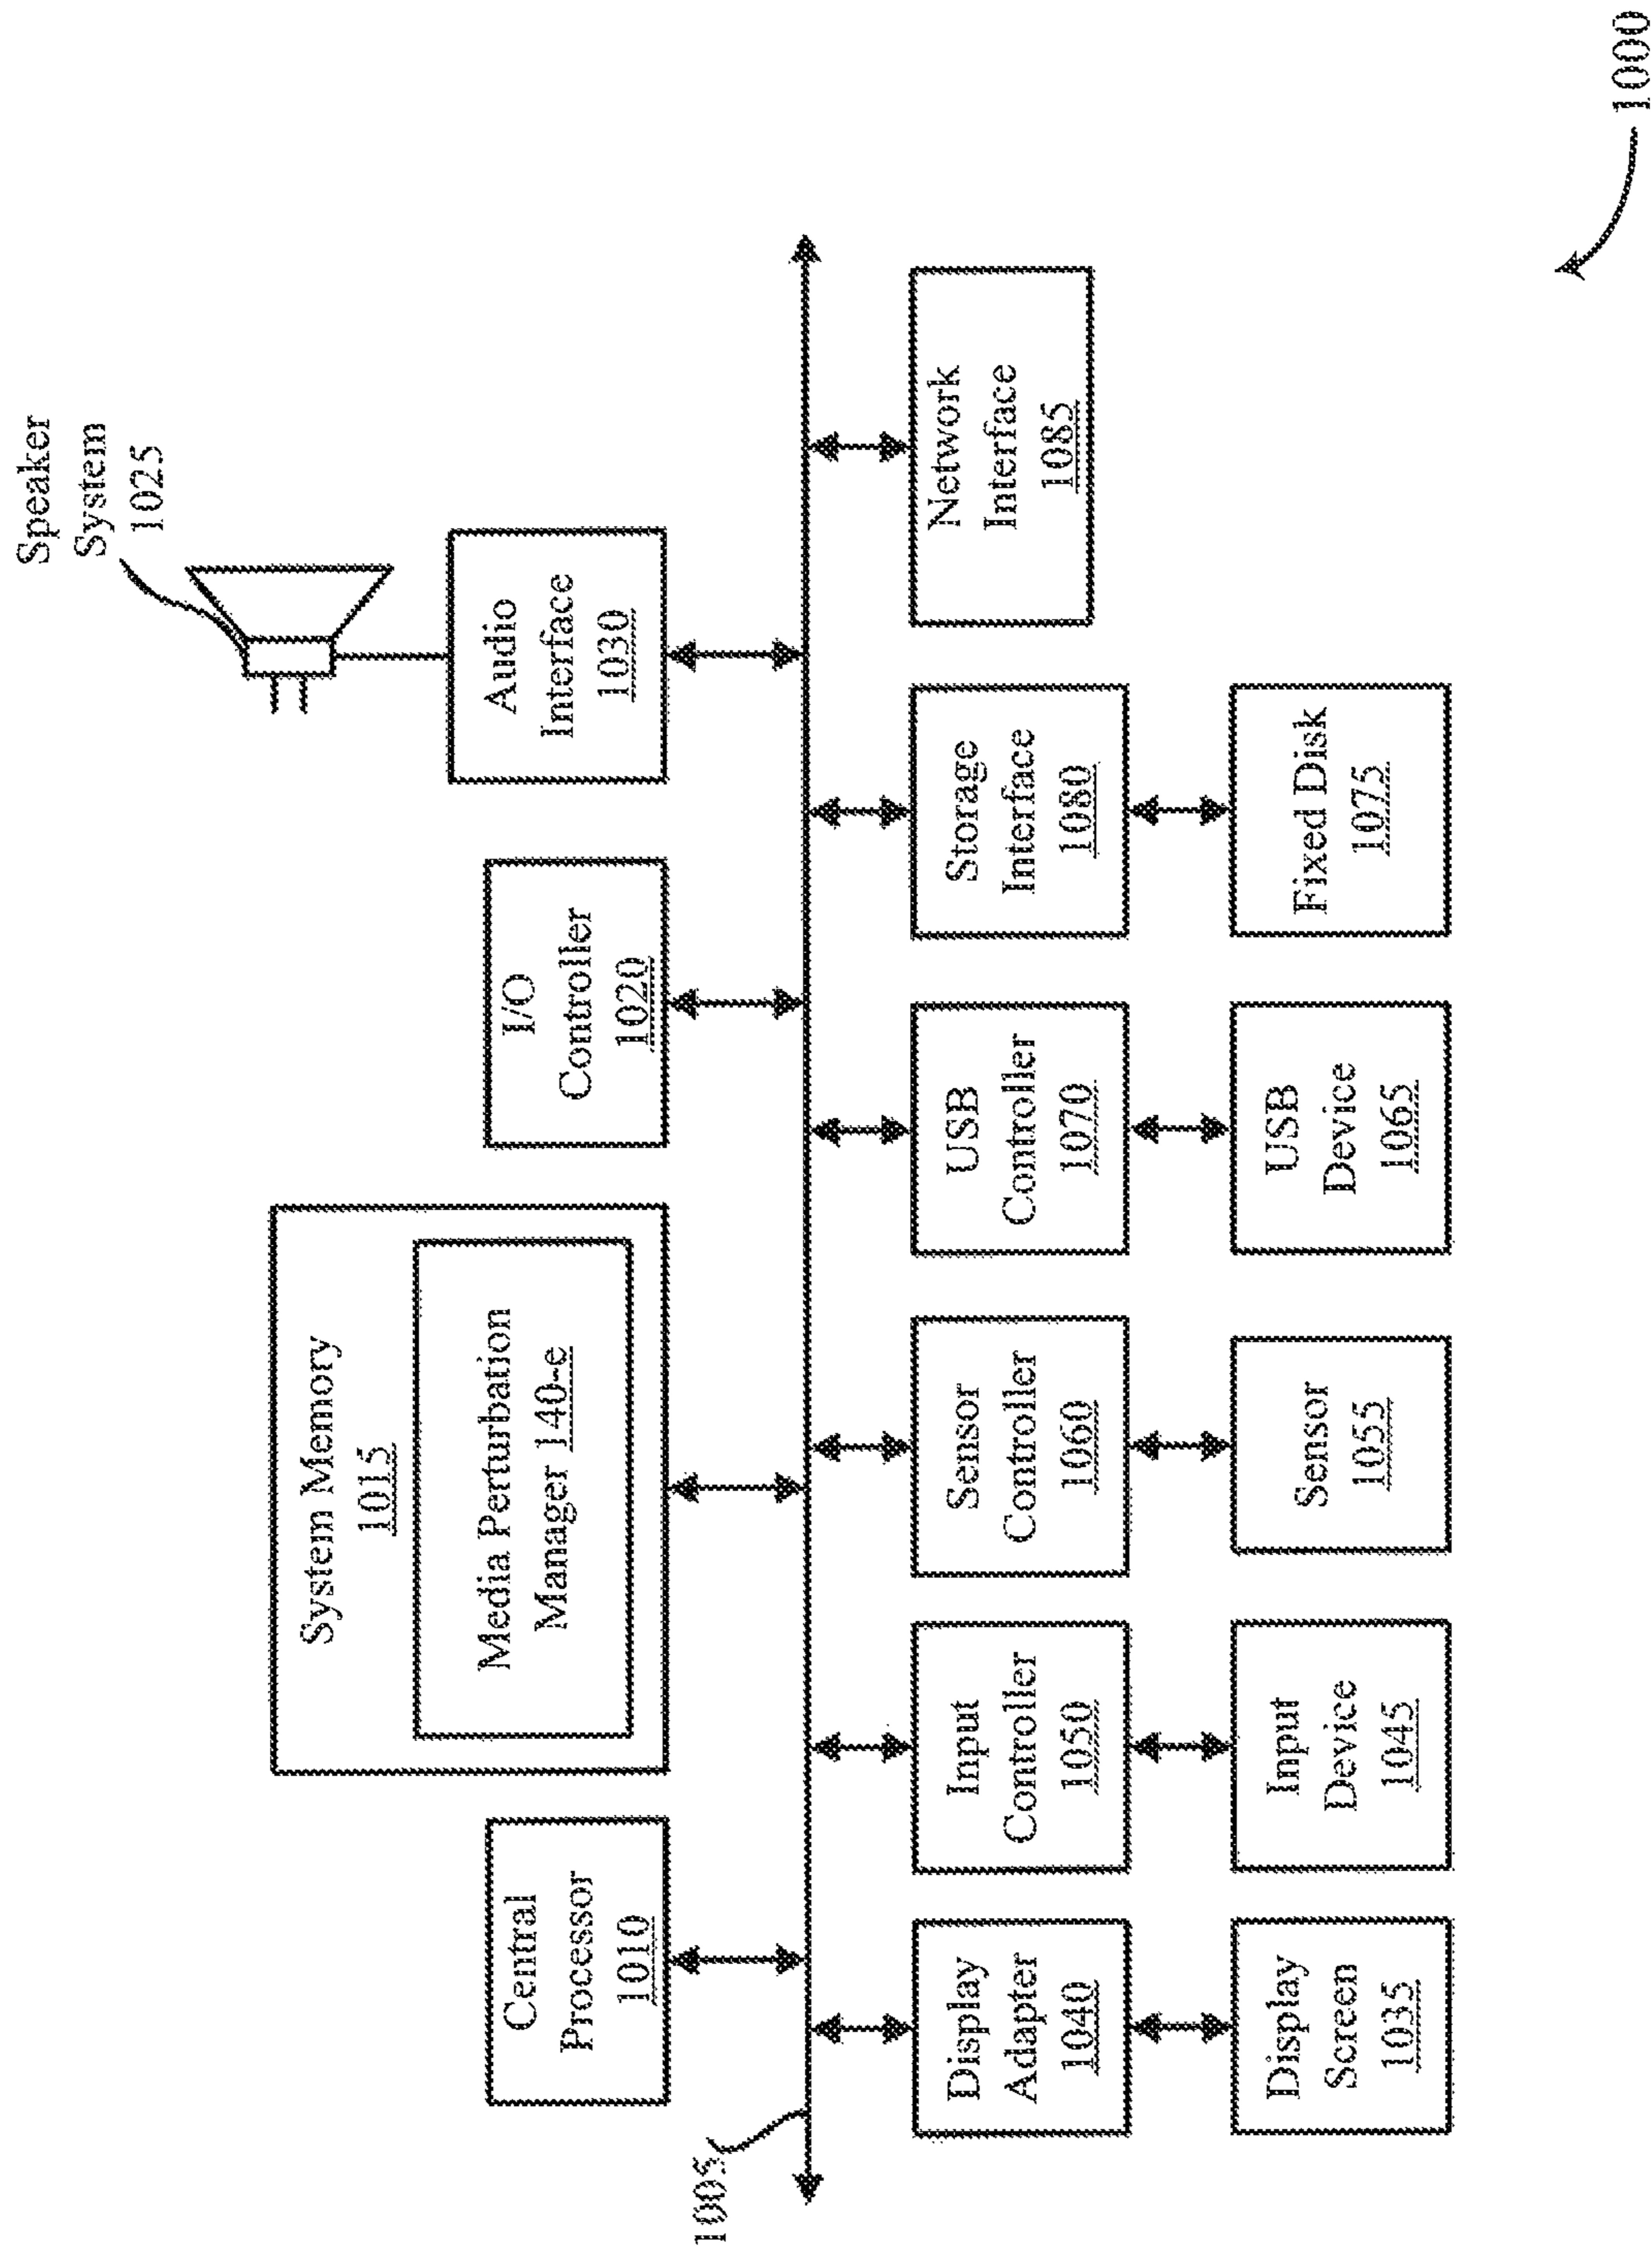 Speaker
System
1025
System Memory
1015
Media Perturbation
Manager 140-e
Central
Processor
1010
I/O
Controller
1020
Audio
Interface
1030
1005
Display
Adapter
1040
Input
Controller
1050
Sensor
Controller
1060
USB
Controller
1070
Storage
Interface
1080
Network
Interface
1085
Display
Screen
1035
Input
Device
1045
Sensor
1055
USB
Device
1065
Fixed Disk
1075
1000